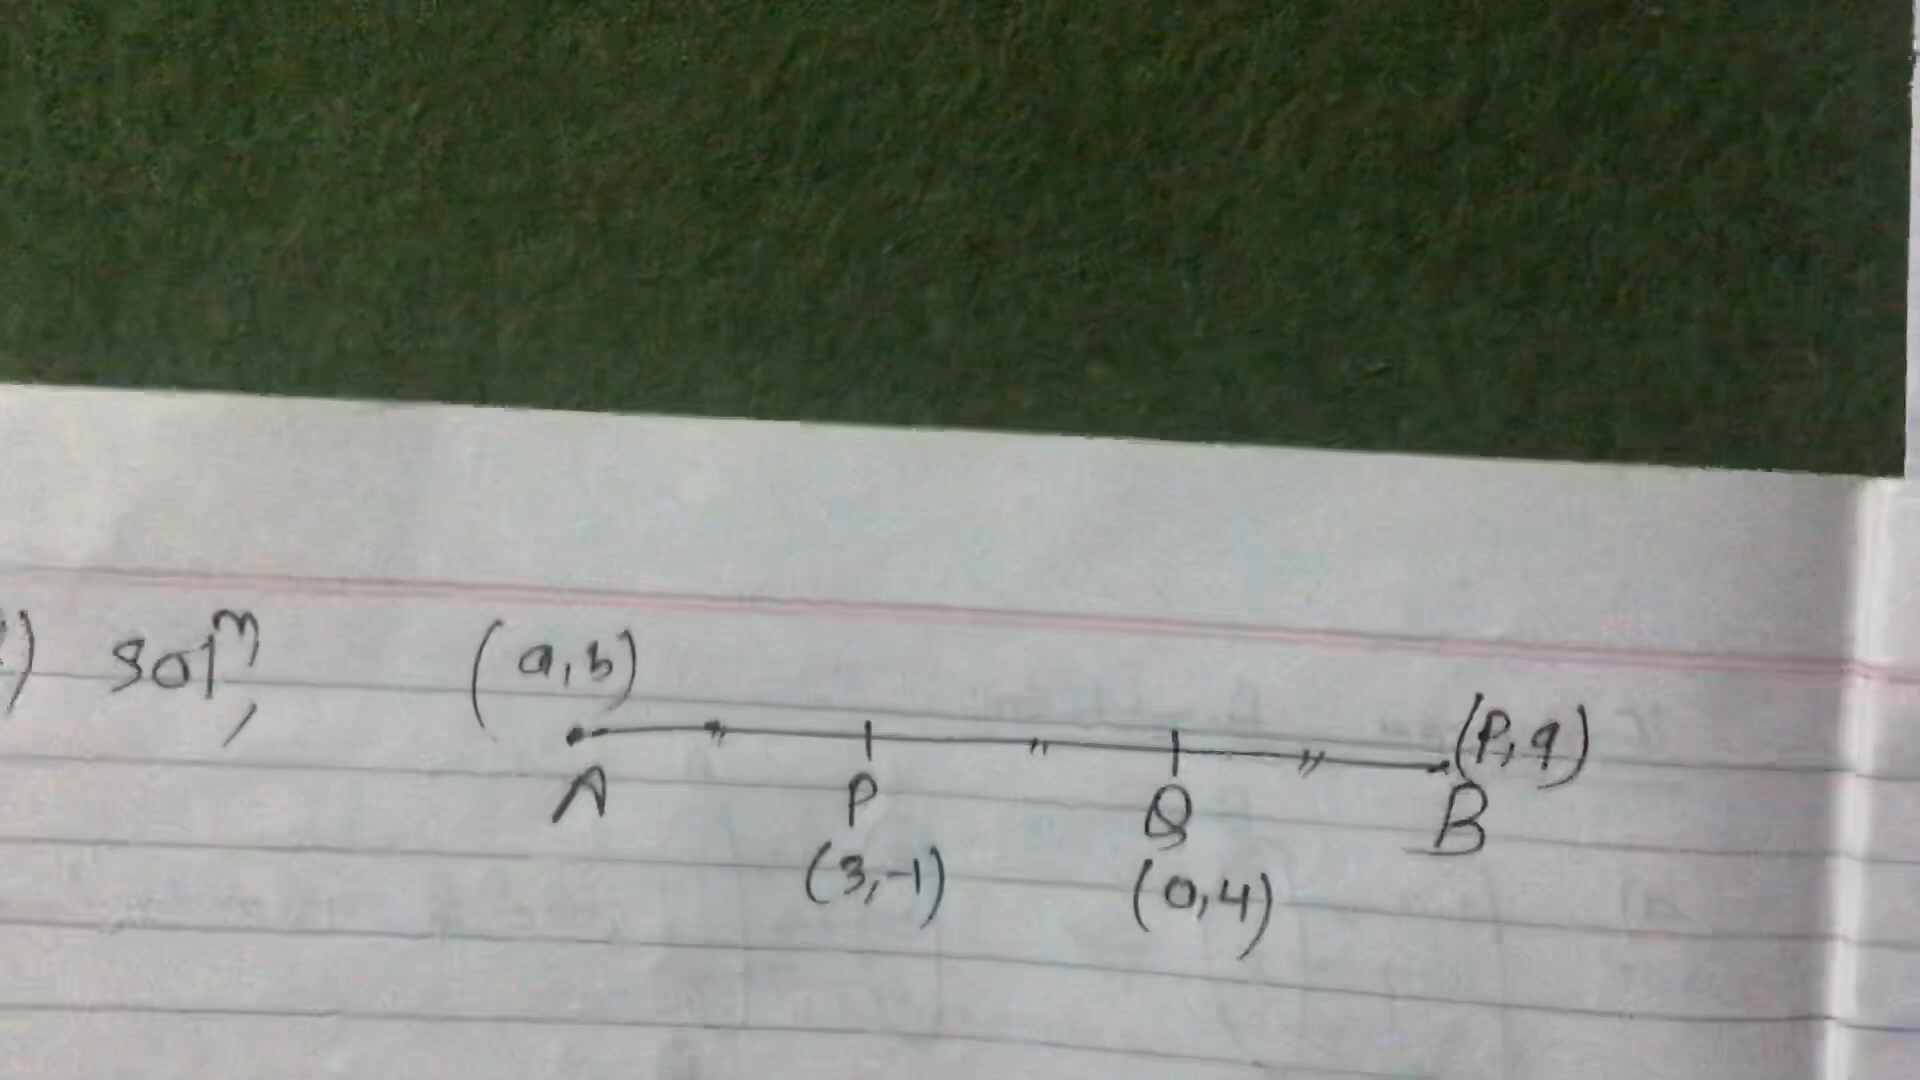 ) solⁿ,
(a,b)
(P,q)
A P Q B
(3,-1) (0,4)